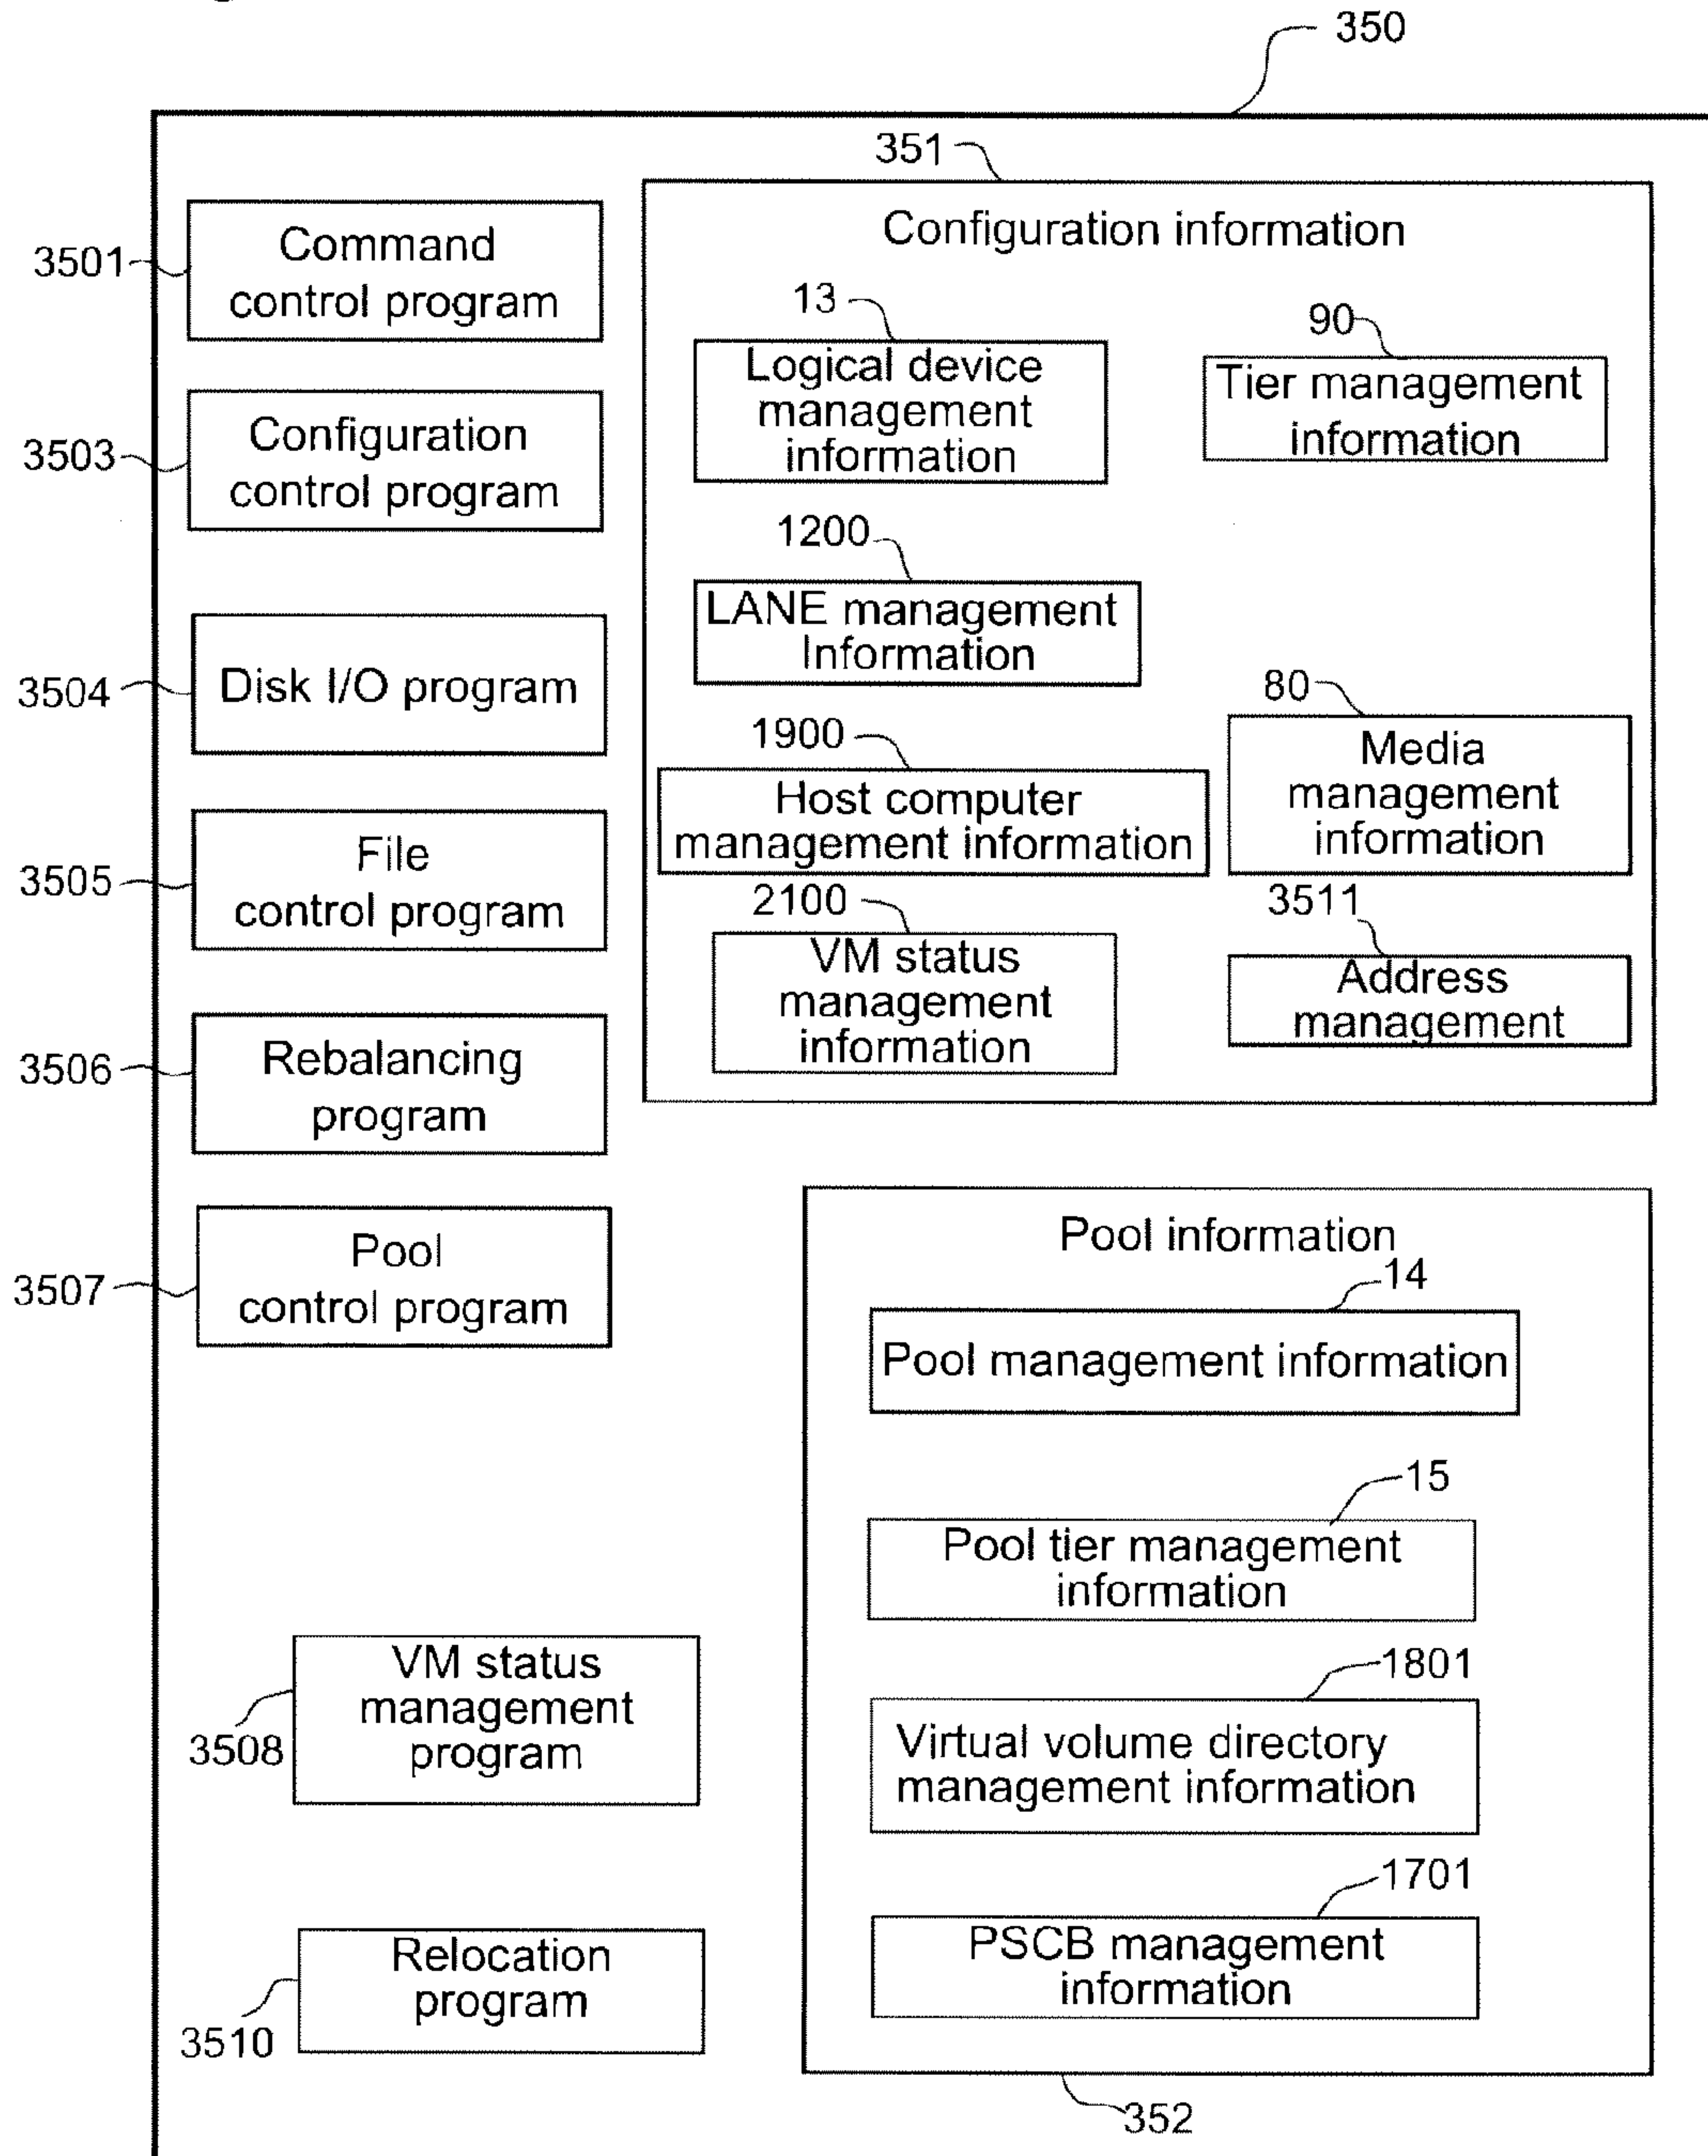 350
351
Configuration information
3501
Command
control program
13
Logical device
management
information
90
Tier management
information
3503
Configuration
control program
1200
LANE management
Information
3504
Disk I/O program
80
Media
management
information
1900
Host computer
management information
3505
File
control program
2100
VM status
management
information
3511
Address
management
3506
Rebalancing
program
3507
Pool
control program
Pool information
14
Pool management information
15
Pool tier management
information
3508
VM status
management
program
1801
Virtual volume directory
management information
3510
Relocation
program
1701
PSCB management
information
352